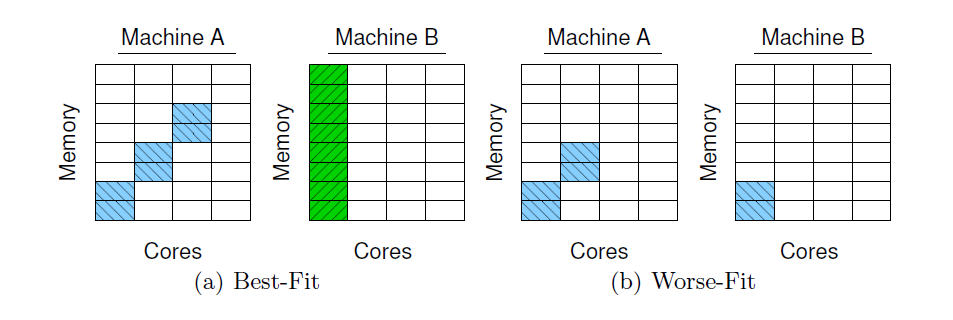 Machine A
Machine B
Machine A
Machine B
Memory
Memory
Memory
Memory
Cores
Cores
Cores
Cores
(a) Best-Fit
(b) Worse-Fit